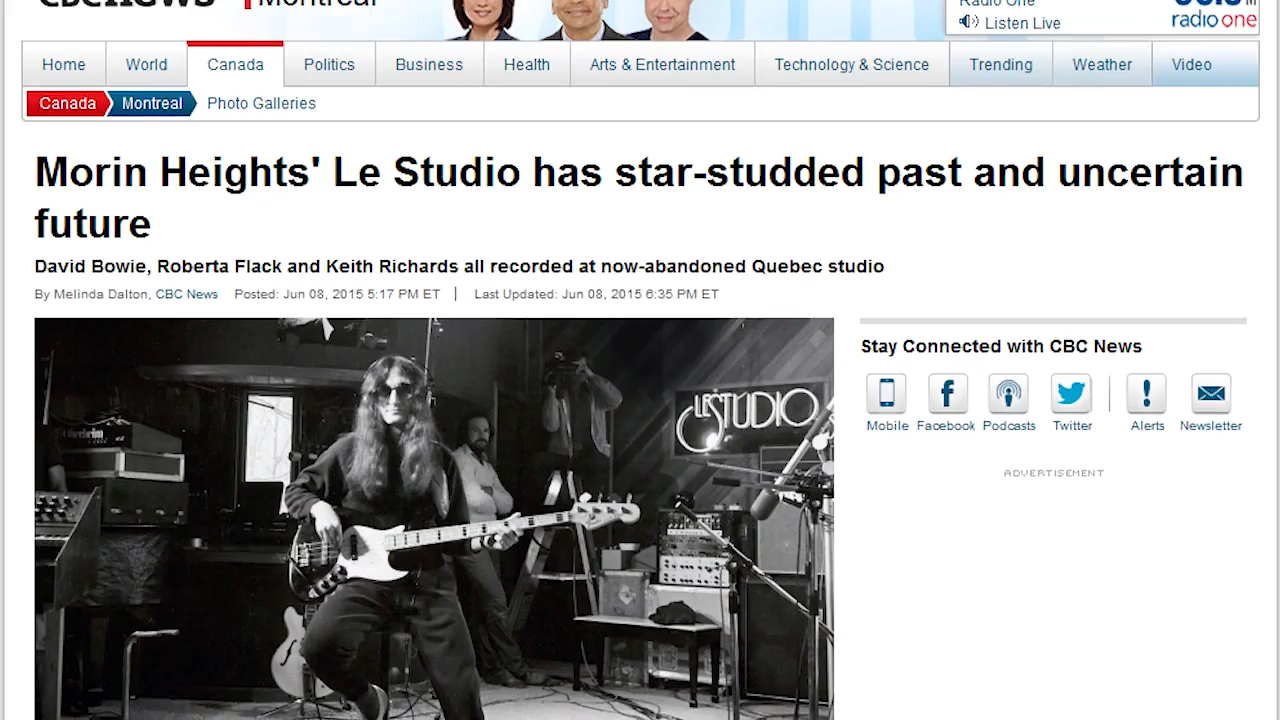 CBCnews Montreal
Radio One
Listen Live
radio one
Home World Canada Politics Business Health Arts & Entertainment Technology & Science Trending Weather Video
Canada Montreal Photo Galleries
Morin Heights' Le Studio has star-studded past and uncertain
future
David Bowie, Roberta Flack and Keith Richards all recorded at now-abandoned Quebec studio
By Melinda Dalton, CBC News Posted: Jun 08, 2015 5:17 PM ET | Last Updated: Jun 08, 2015 6:35 PM ET
LE STUDIO
Stay Connected with CBC News
Mobile Facebook Podcasts Twitter Alerts Newsletter
ADVERTISEMENT